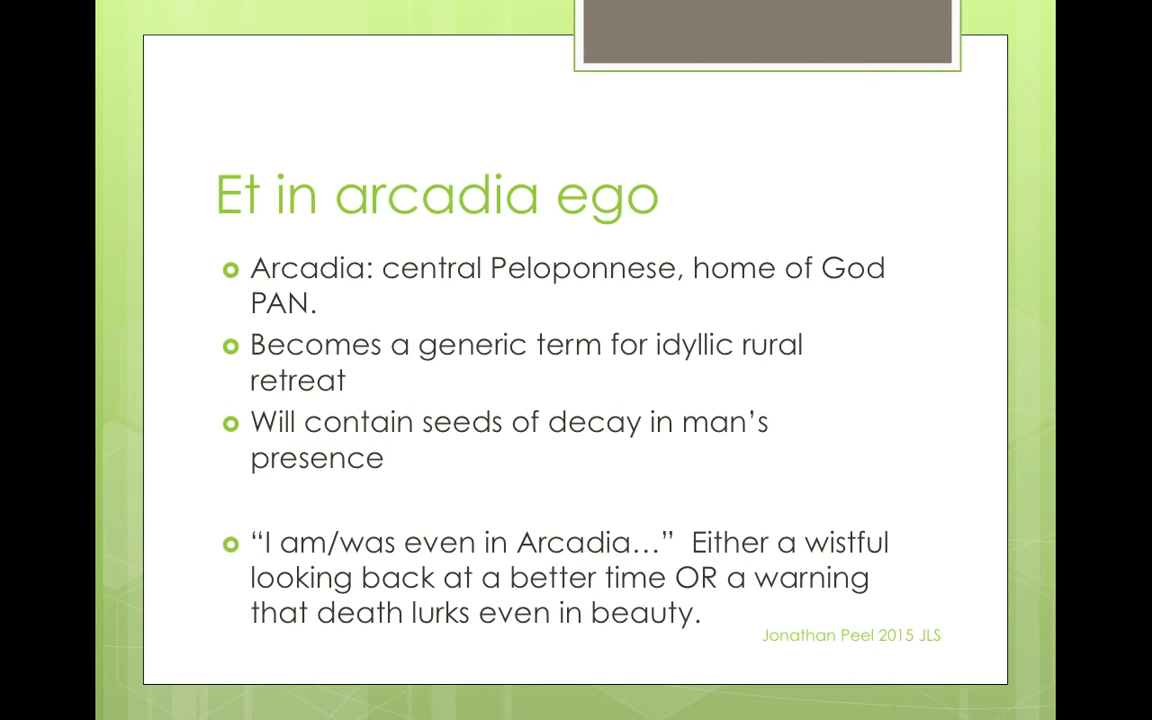 Et in arcadia ego
Arcadia: central Peloponnese, home of God
PAN.
Becomes a generic term for idyllic rural
retreat
Will contain seeds of decay in man’s
presence
“I am/was even in Arcadia…”  Either a wistful
looking back at a better time OR a warning
that death lurks even in beauty.
Jonathan Peel 2015 JLS